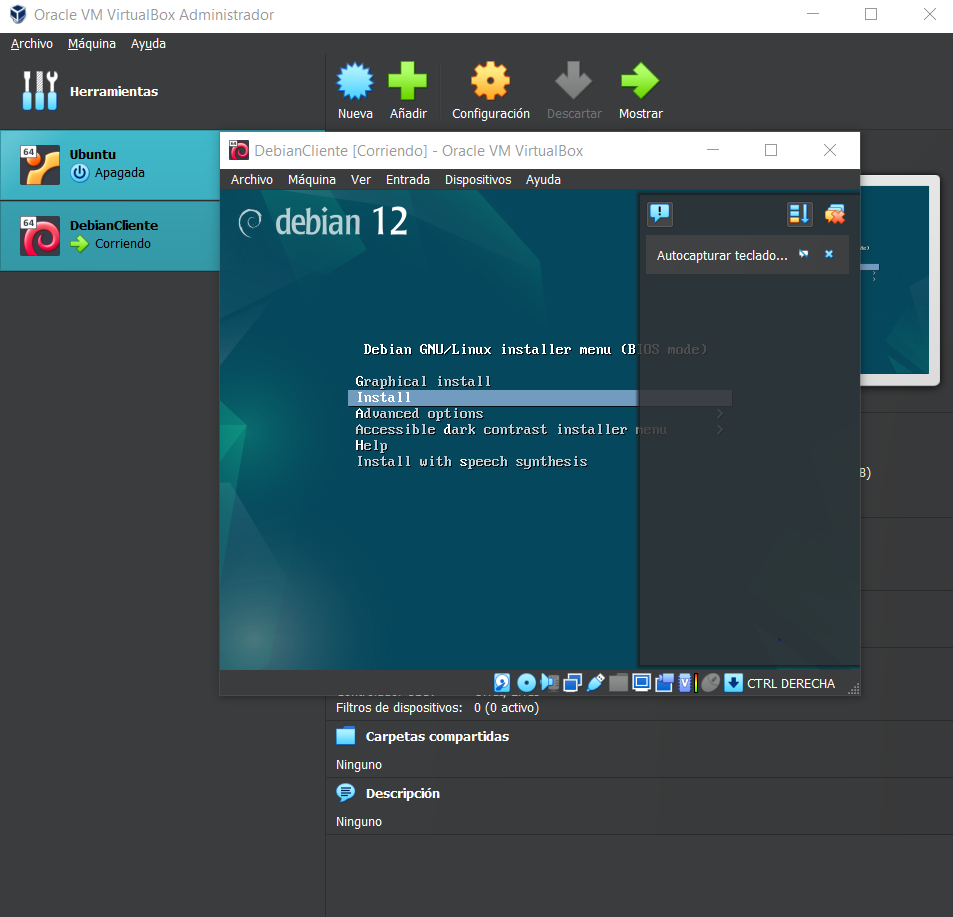 Oracle VM VirtualBox Administrador
Archivo Máquina Ayuda
Herramientas
Nueva Añadir Configuración Descartar Mostrar
64
Ubuntu
Apagada
64
DebianCliente
Corriendo
64
DebianCliente [Corriendo] - Oracle VM VirtualBox
Archivo Máquina Ver Entrada Dispositivos Ayuda
debian 12
Autocapturar teclado...
Debian GNU/Linux installer menu (BIOS mode)
Graphical install
Install
Advanced options >
Accessible dark contrast installer menu >
Help
Install with speech synthesis
B)
CTRL DERECHA
Filtros de dispositivos: 0 (0 activo)
Carpetas compartidas
Ninguno
Descripción
Ninguno